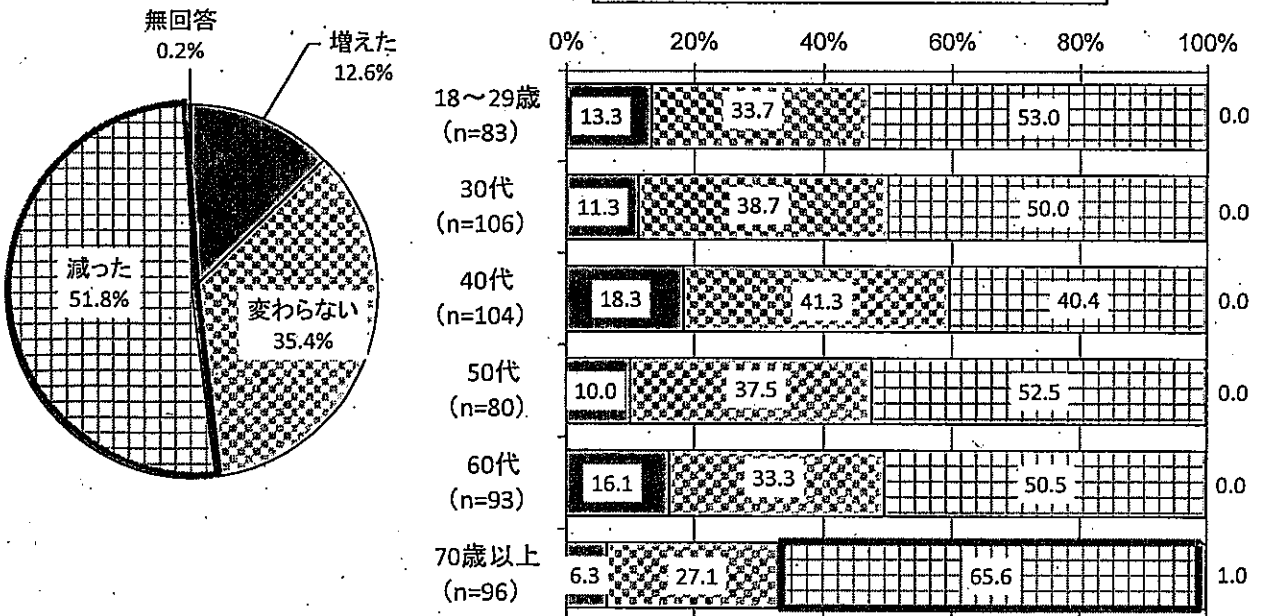 無回答
0.2%
増えた
12.6%
減った
51.8%
変わらない
35.4%
0% 20% 40% 60% 80% 100%
18～29歳
(n=83)
13.3 33.7 53.0 0.0
30代
(n=106)
11.3 38.7 50.0 0.0
40代
(n=104)
18.3 41.3 40.4 0.0
50代
(n=80)
10.0 37.5 52.5 0.0
60代
(n=93)
16.1 33.3 50.5 0.0
70歳以上
(n=96)
6.3 27.1 65.6 1.0